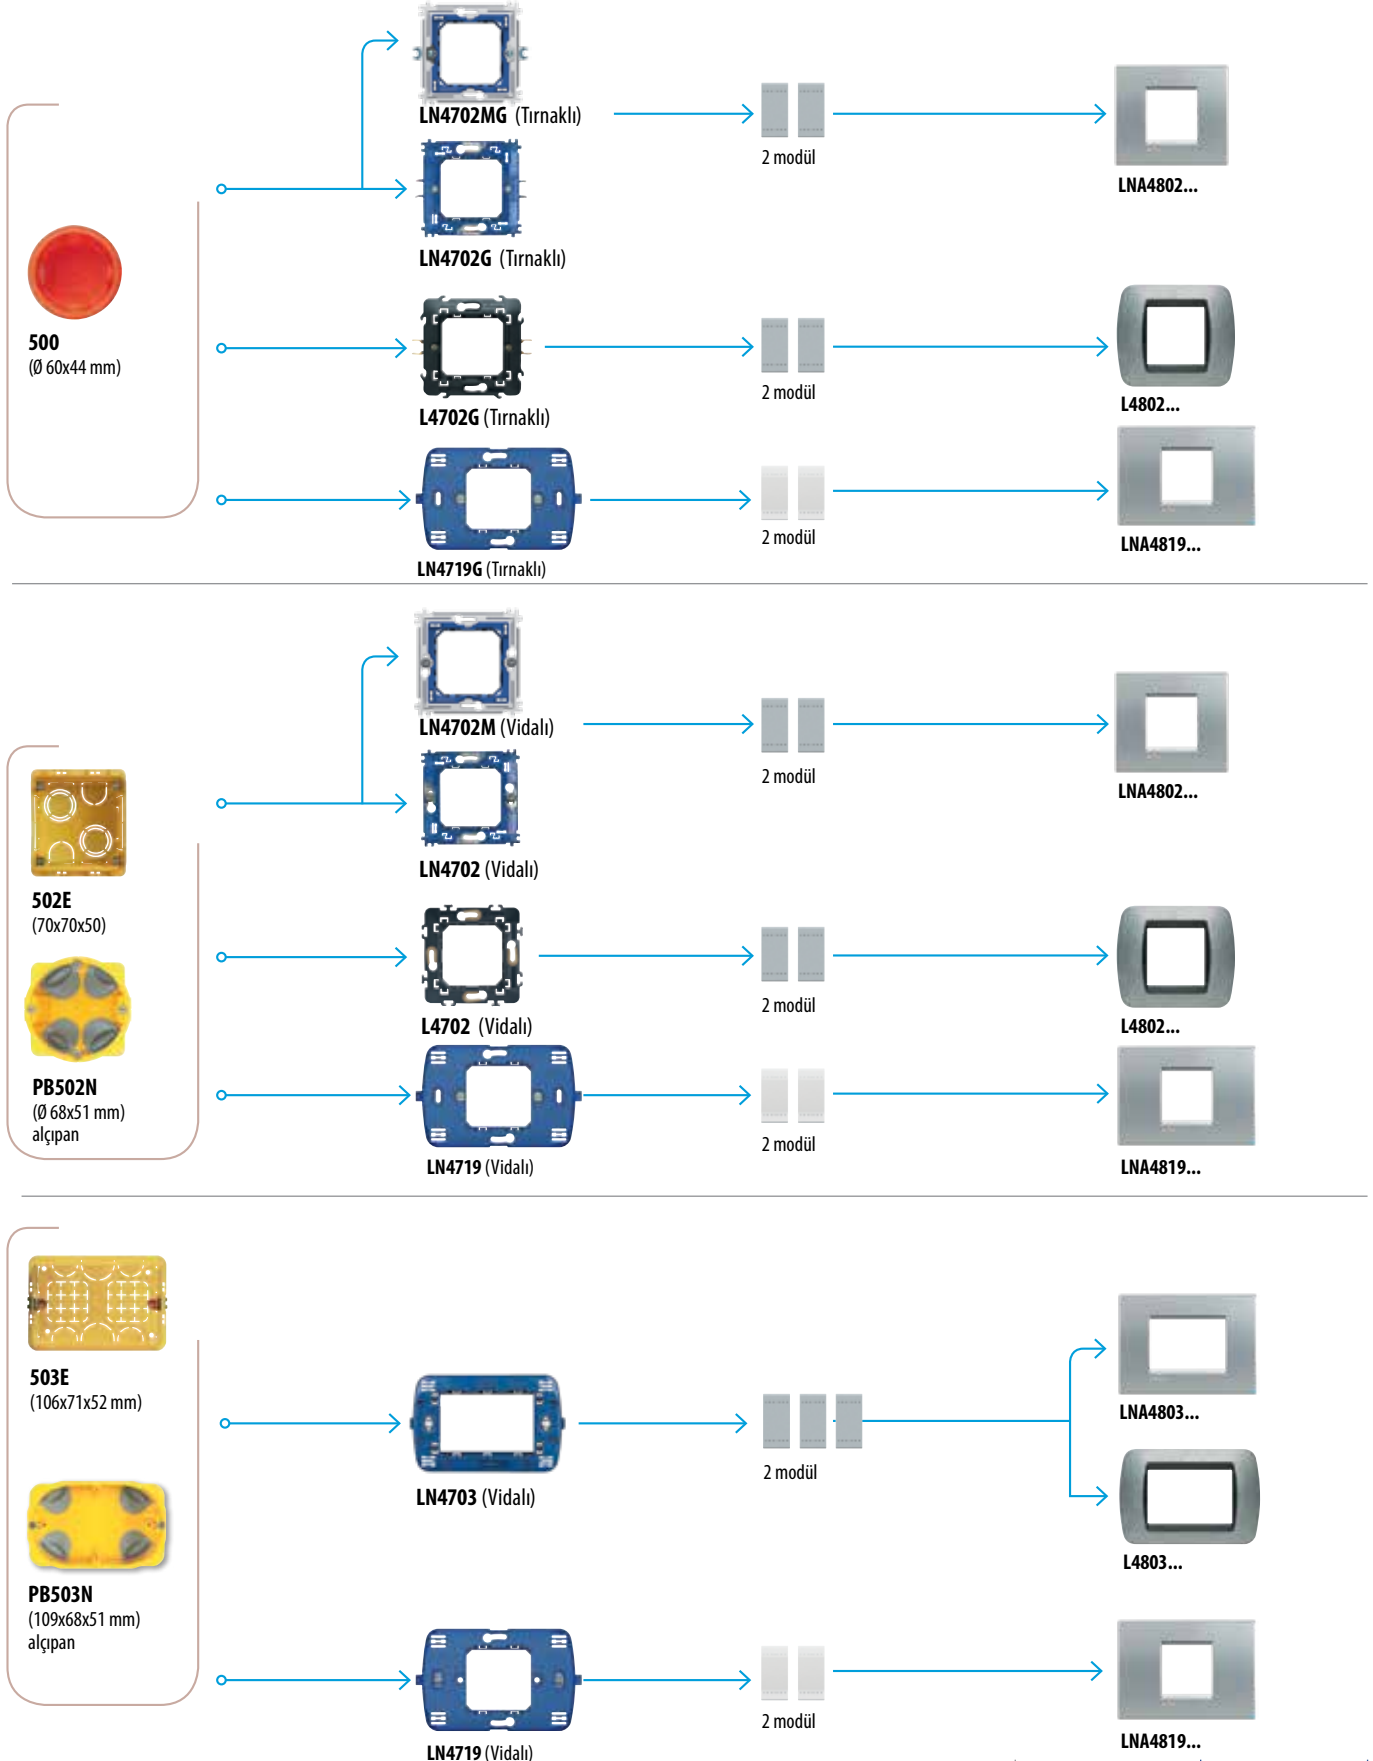 LN4702MG (Tırnaklı)
2 modül
LNA4802...
LN4702G (Tırnaklı)
500
(Ø 60x44 mm)
L4702G (Tırnaklı)
2 modül
L4802...
LN4719G (Tırnaklı)
2 modül
LNA4819...
LN4702M (Vidalı)
2 modül
LNA4802...
LN4702 (Vidalı)
502E
(70x70x50)
L4702 (Vidalı)
2 modül
L4802...
PB502N
(Ø 68x51 mm)
alçıpan
LN4719 (Vidalı)
2 modül
LNA4819...
503E
(106x71x52 mm)
LN4703 (Vidalı)
2 modül
LNA4803...
L4803...
PB503N
(109x68x51 mm)
alçıpan
LN4719 (Vidalı)
2 modül
LNA4819...